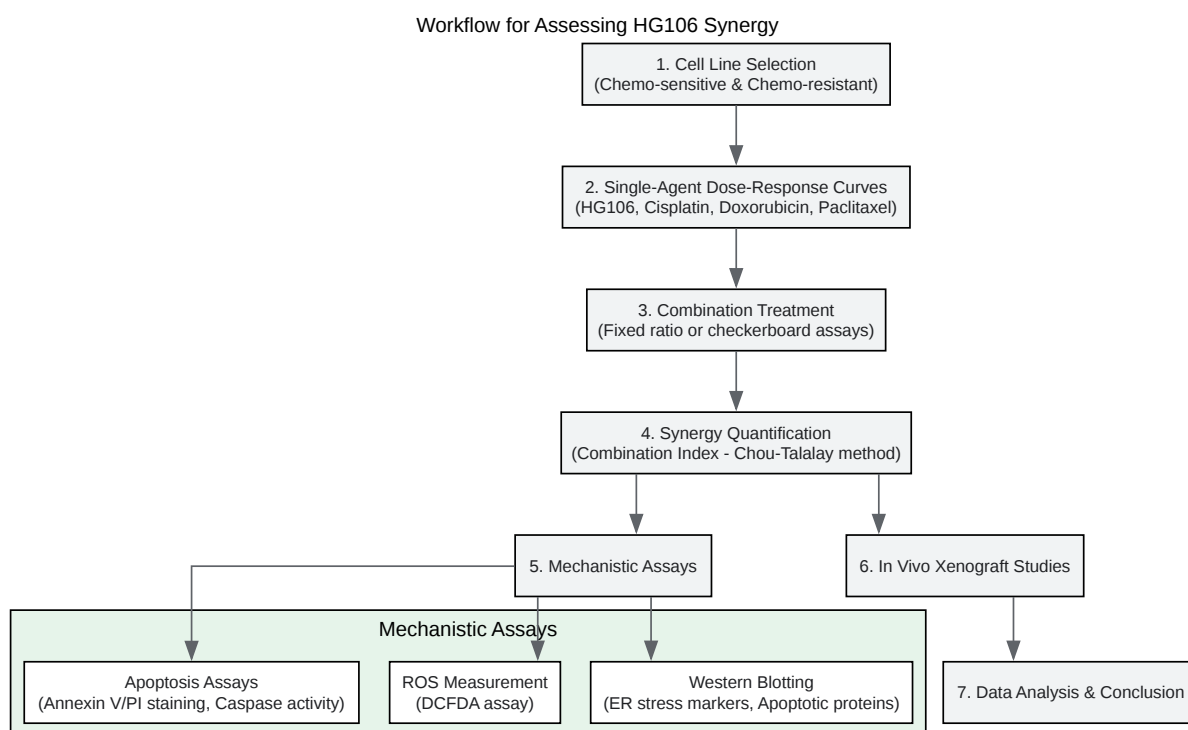 Workflow for Assessing HG106 Synergy
1. Cell Line Selection
(Chemo-sensitive & Chemo-resistant)
2. Single-Agent Dose-Response Curves
(HG106, Cisplatin, Doxorubicin, Paclitaxel)
3. Combination Treatment
(Fixed ratio or checkerboard assays)
4. Synergy Quantification
(Combination Index - Chou-Talalay method)
5. Mechanistic Assays
6. In Vivo Xenograft Studies
Mechanistic Assays
Apoptosis Assays
(Annexin V/PI staining, Caspase activity)
ROS Measurement
(DCFDA assay)
Western Blotting
(ER stress markers, Apoptotic proteins)
7. Data Analysis & Conclusion